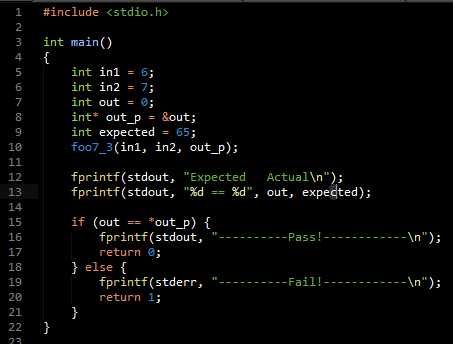 1 #include <stdio.h>
2
3 int main()
4 {
5 int in1 = 6;
6 int in2 = 7;
7 int out = 0;
8 int* out_p = &out;
9 int expected = 65;
10 foo7_3(in1, in2, out_p);
11
12 fprintf(stdout, "Expected   Actual\n");
13 fprintf(stdout, "%d == %d", out, expected);
14
15 if (out == *out_p) {
16 fprintf(stdout, "----------Pass!------------\n");
17 return 0;
18 } else {
19 fprintf(stderr, "----------Fail!------------\n");
20 return 1;
21 }
22 }
23